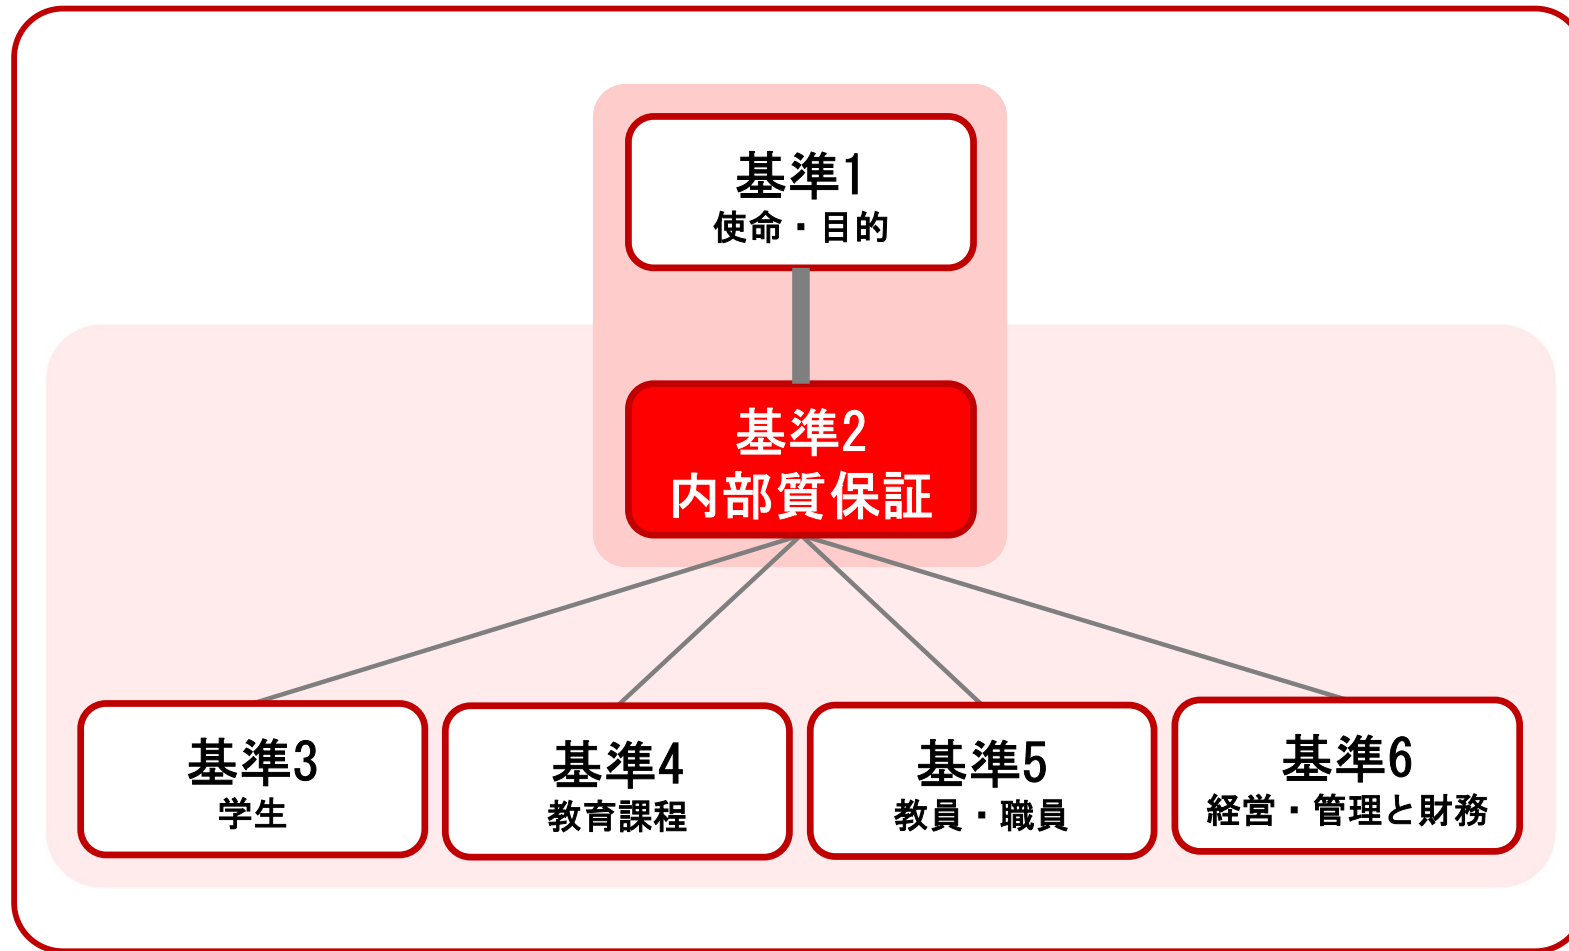 基準1
使命・目的
基準2
内部質保証
基準3
学生
基準4
教育課程
基準5
教員・職員
基準6
経営・管理と財務